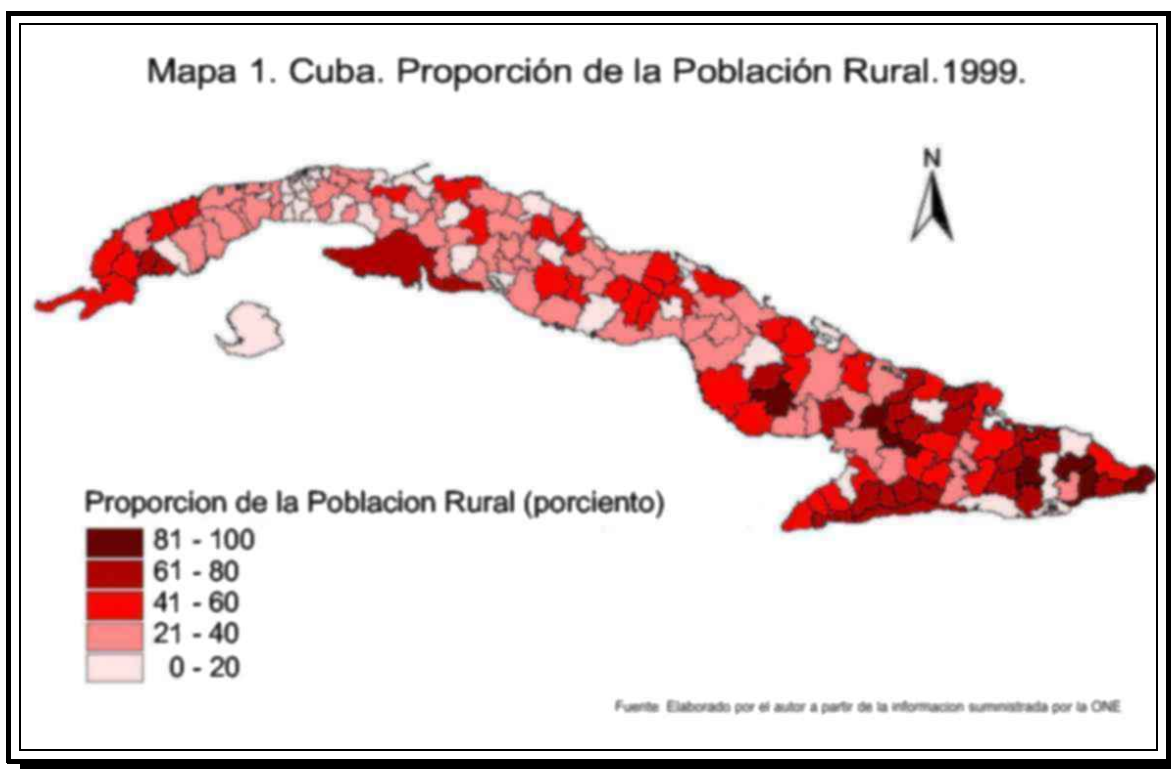 Mapa 1. Cuba. Proporción de la Población Rural.1999.
N
Proporcion de la Poblacion Rural (porciento)
81 - 100
61 - 80
41 - 60
21 - 40
0 - 20
Fuente Elaborado por el autor a partir de la informacion suministrada por la ONE